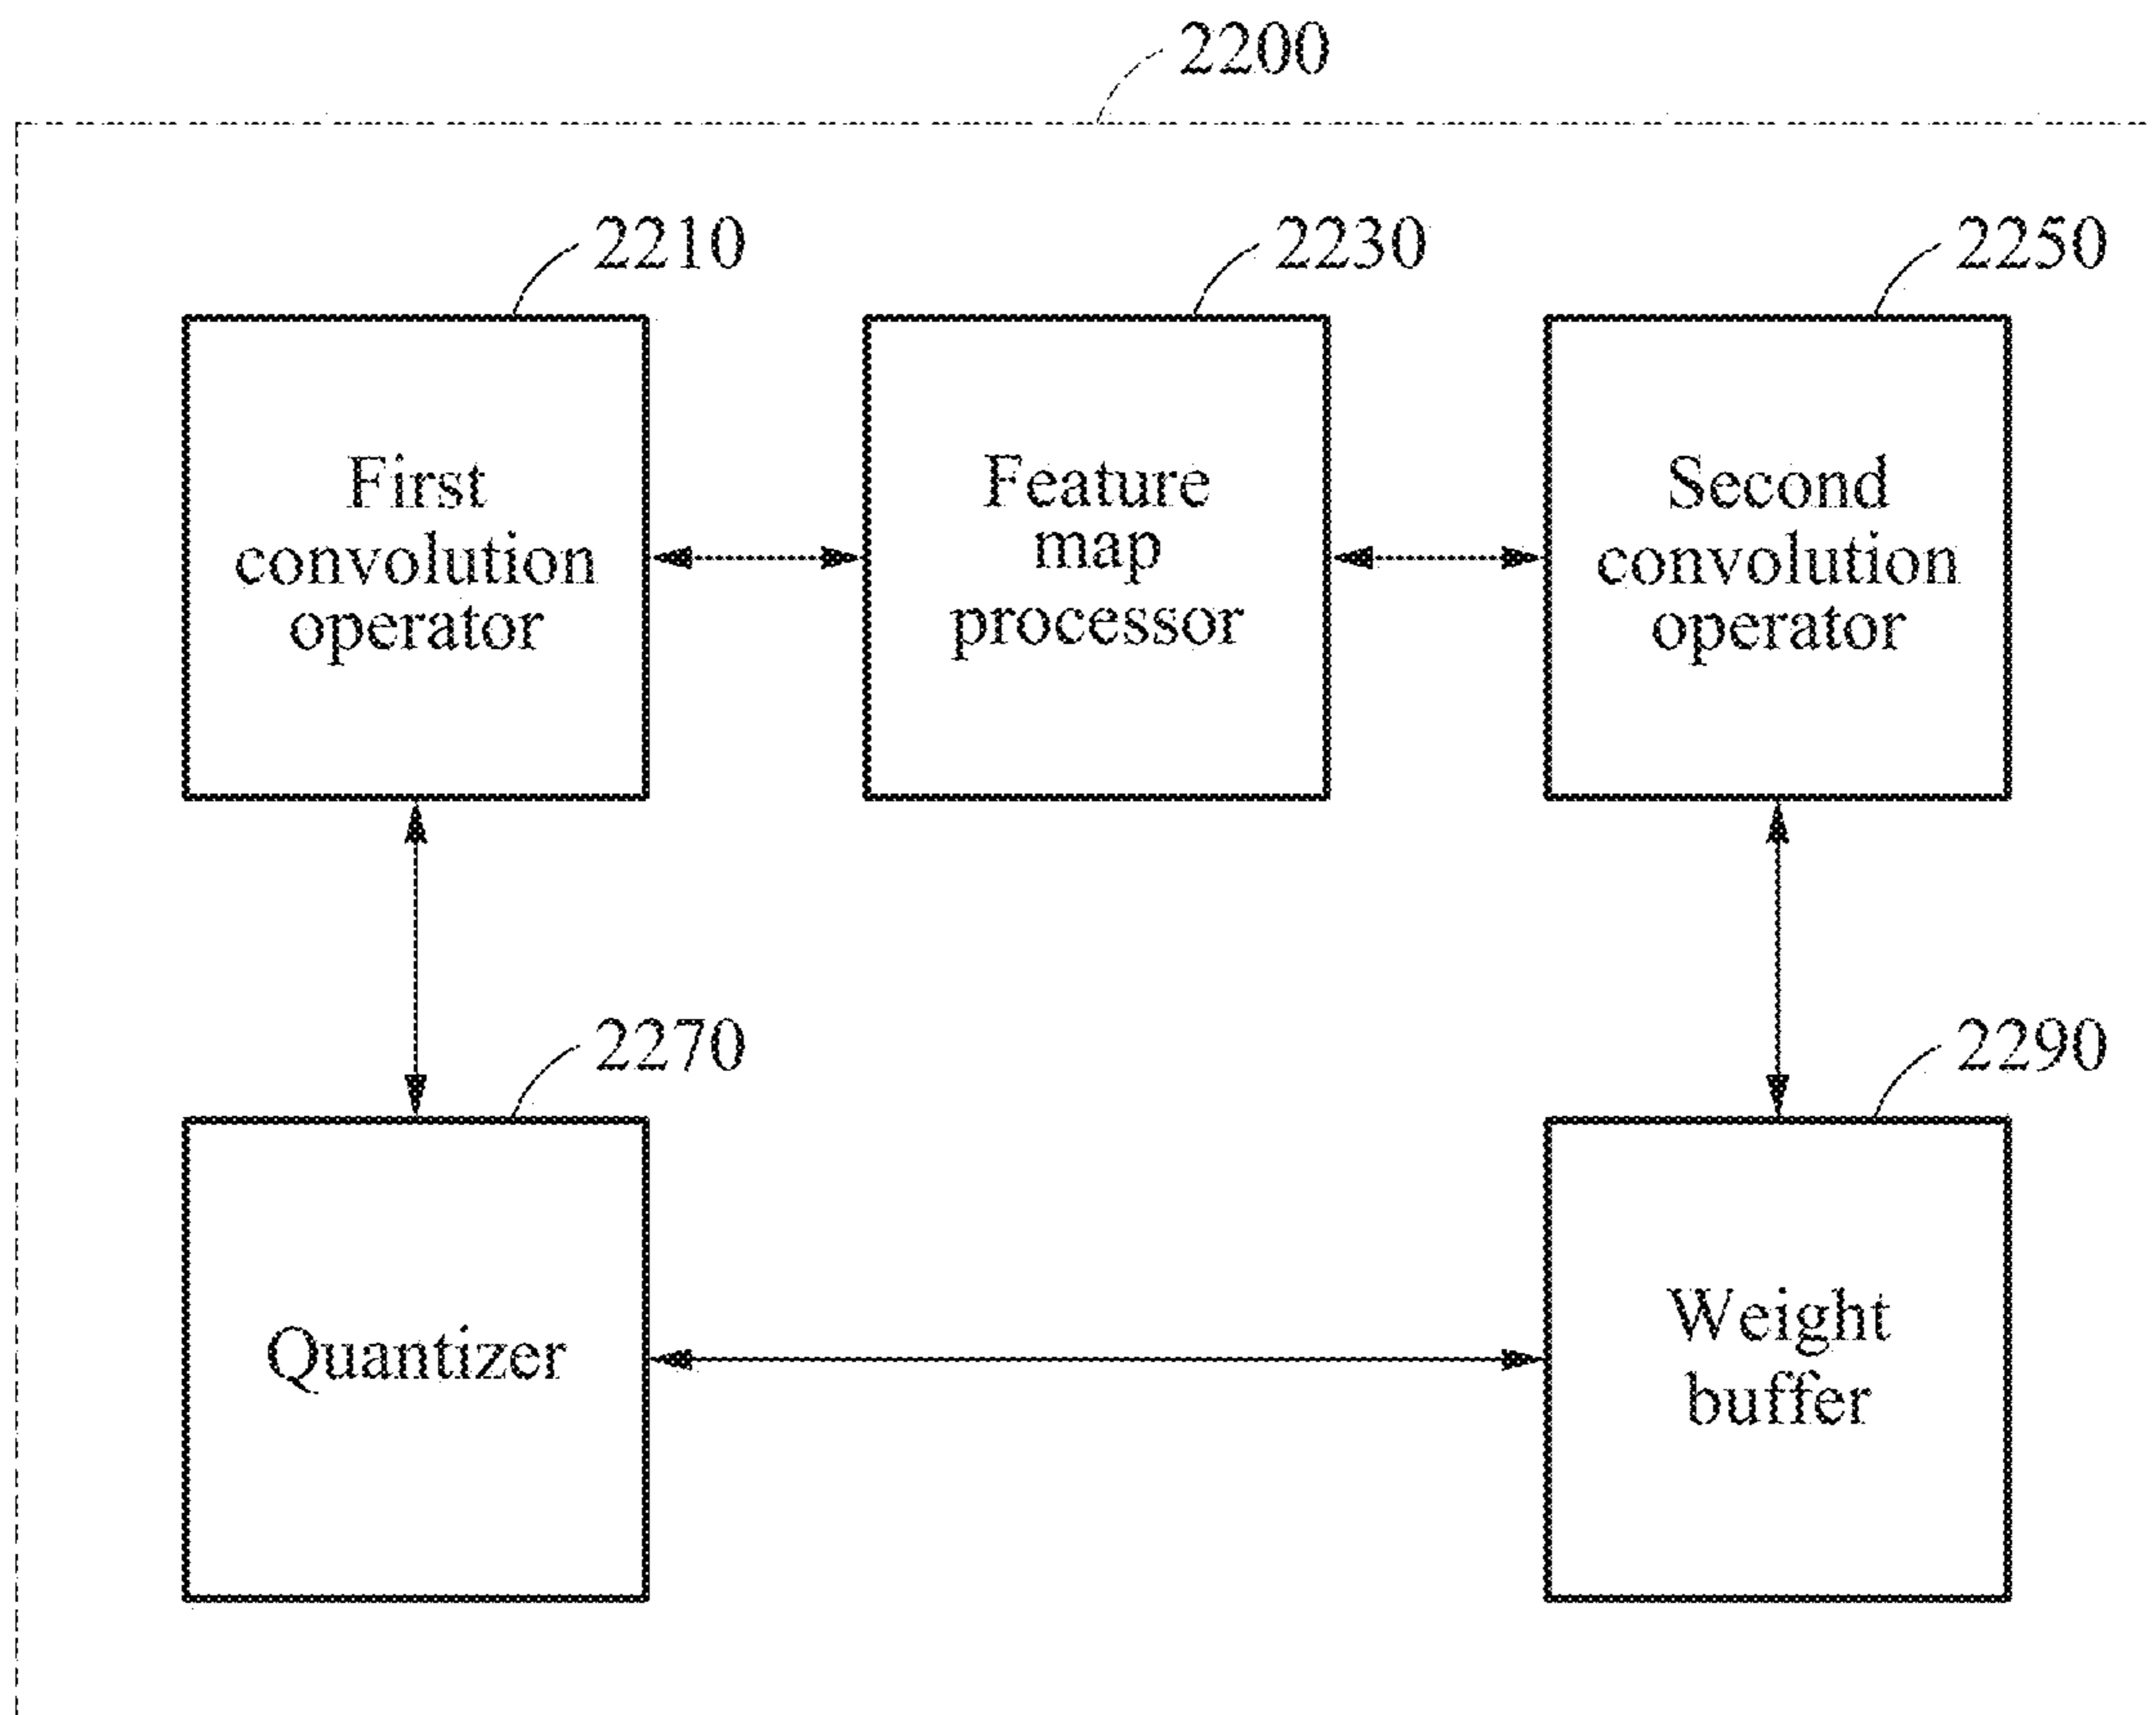 2200
2210
2230
2250
First
convolution
operator
Feature
map
processor
Second
convolution
operator
2270
2290
Quantizer
Weight
buffer